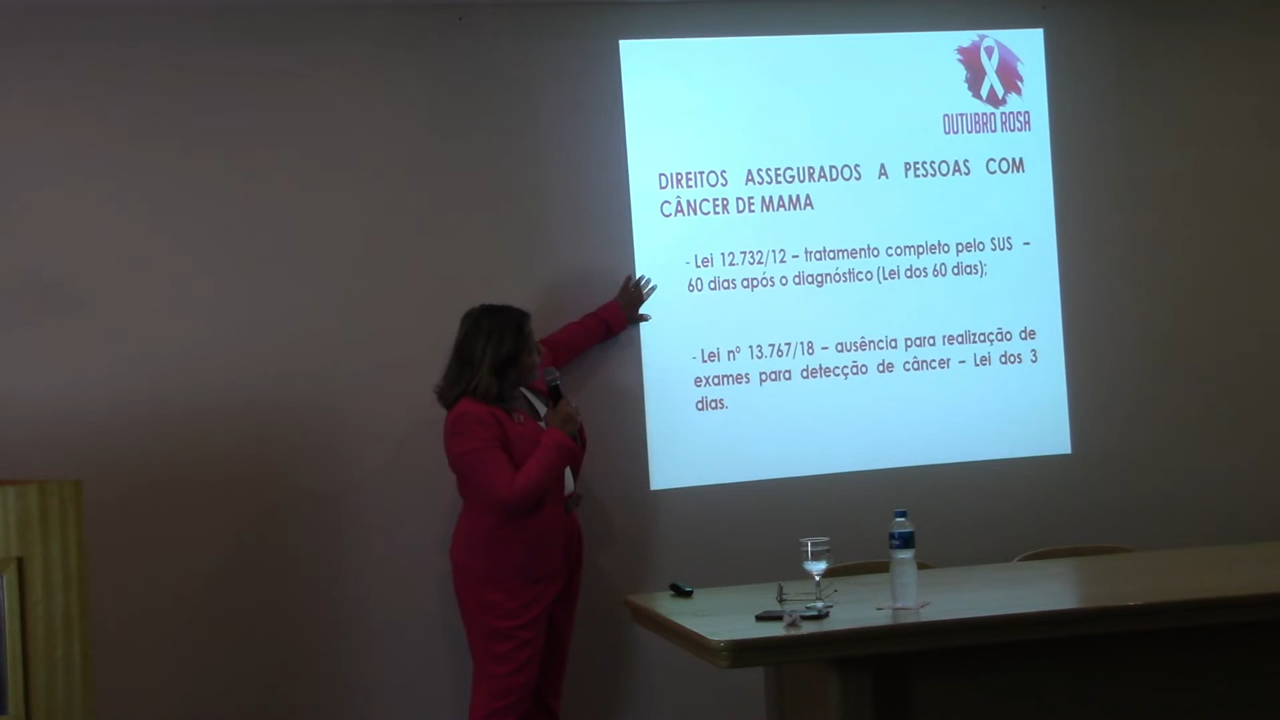 OUTUBRO ROSA
DIREITOS ASSEGURADOS A PESSOAS COM
CÂNCER DE MAMA
- Lei 12.732/12 – tratamento completo pelo SUS –
60 dias após o diagnóstico (Lei dos 60 dias);
- Lei nº 13.767/18 – ausência para realização de
exames para detecção de câncer – Lei dos 3
dias.